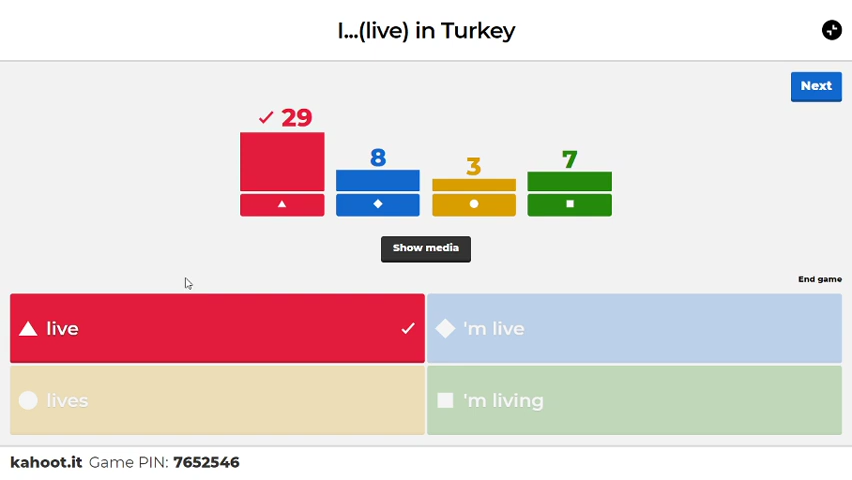 I...(live) in Turkey
Next
29
8
3
7
Show media
End game
live
'm live
lives
'm living
kahoot.it Game PIN: 7652546